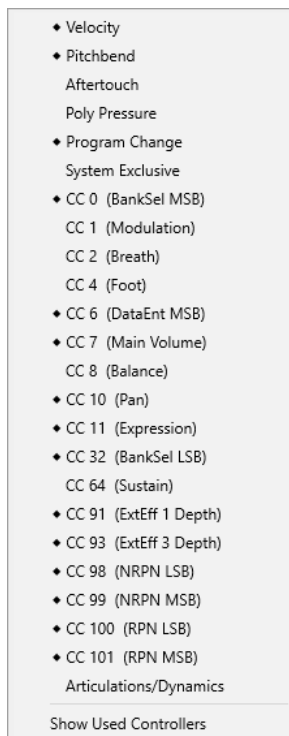 ◆ Velocity
◆ Pitchbend
Aftertouch
Poly Pressure
◆ Program Change
System Exclusive
◆ CC 0 (BankSel MSB)
CC 1 (Modulation)
CC 2 (Breath)
CC 4 (Foot)
◆ CC 6 (DataEnt MSB)
◆ CC 7 (Main Volume)
CC 8 (Balance)
◆ CC 10 (Pan)
◆ CC 11 (Expression)
◆ CC 32 (BankSel LSB)
CC 64 (Sustain)
◆ CC 91 (ExtEff 1 Depth)
◆ CC 93 (ExtEff 3 Depth)
◆ CC 98 (NRPN LSB)
◆ CC 99 (NRPN MSB)
◆ CC 100 (RPN LSB)
◆ CC 101 (RPN MSB)
Articulations/Dynamics
Show Used Controllers